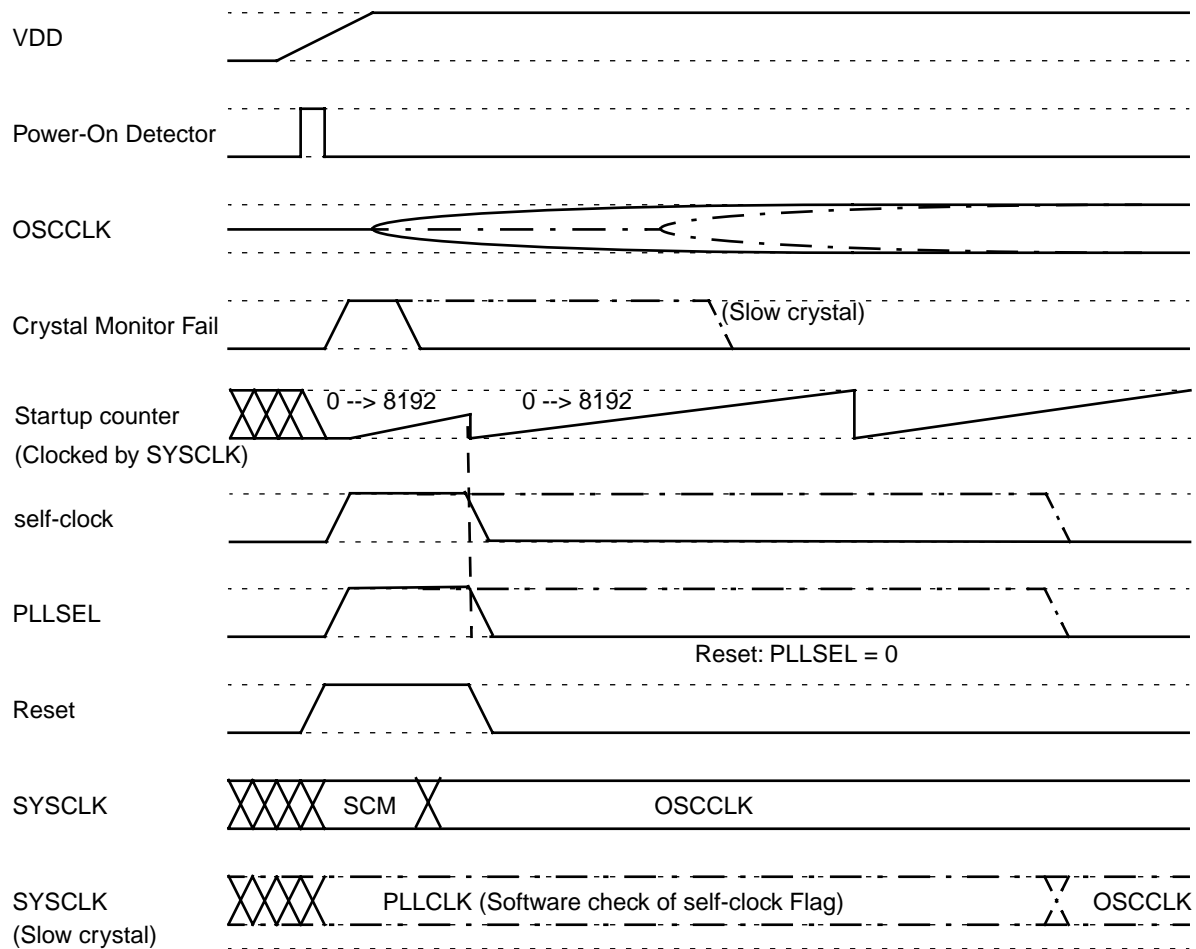 VDD
Power-On Detector
OSCCLK
Crystal Monitor Fail
(Slow crystal)
Startup counter
(Clocked by SYSCLK)
0 --> 8192
0 --> 8192
self-clock
PLLSEL
Reset: PLLSEL = 0
Reset
SYSCLK
SCM
OSCCLK
SYSCLK
(Slow crystal)
PLLCLK (Software check of self-clock Flag)
OSCCLK